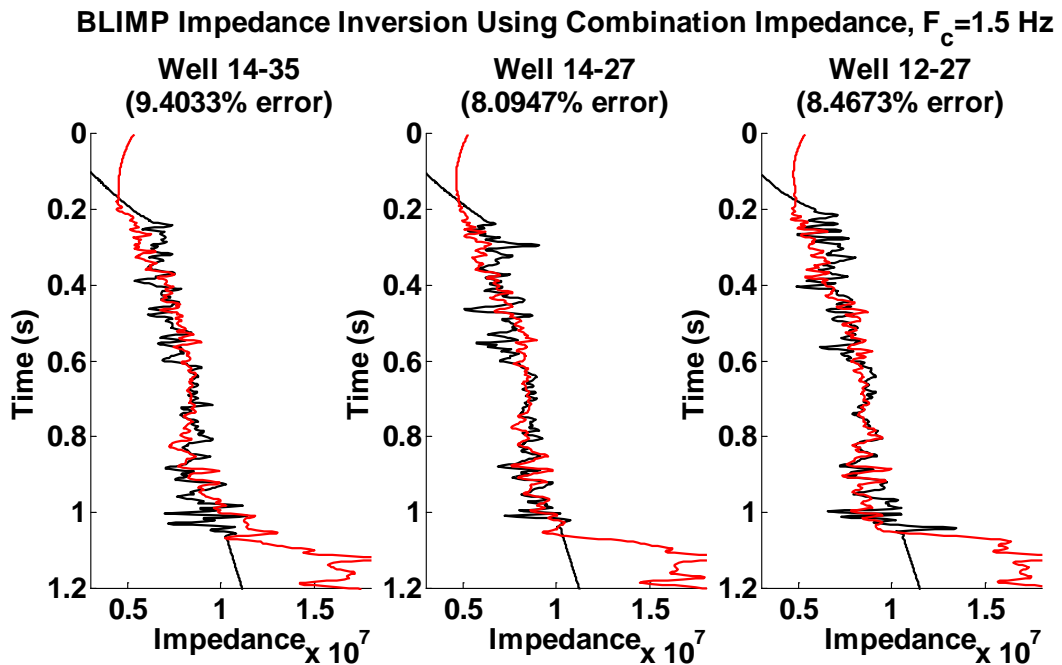 BLIMP Impedance Inversion Using Combination Impedance, F_c=1.5 Hz
Well 14-35
(9.4033% error)
Well 14-27
(8.0947% error)
Well 12-27
(8.4673% error)
0
0.2
0.4
0.6
0.8
1
1.2
Time (s)
0.5
1
1.5
x 10^7
Impedance
0
0.2
0.4
0.6
0.8
1
1.2
Time (s)
0.5
1
1.5
x 10^7
Impedance
0
0.2
0.4
0.6
0.8
1
1.2
Time (s)
0.5
1
1.5
x 10^7
Impedance